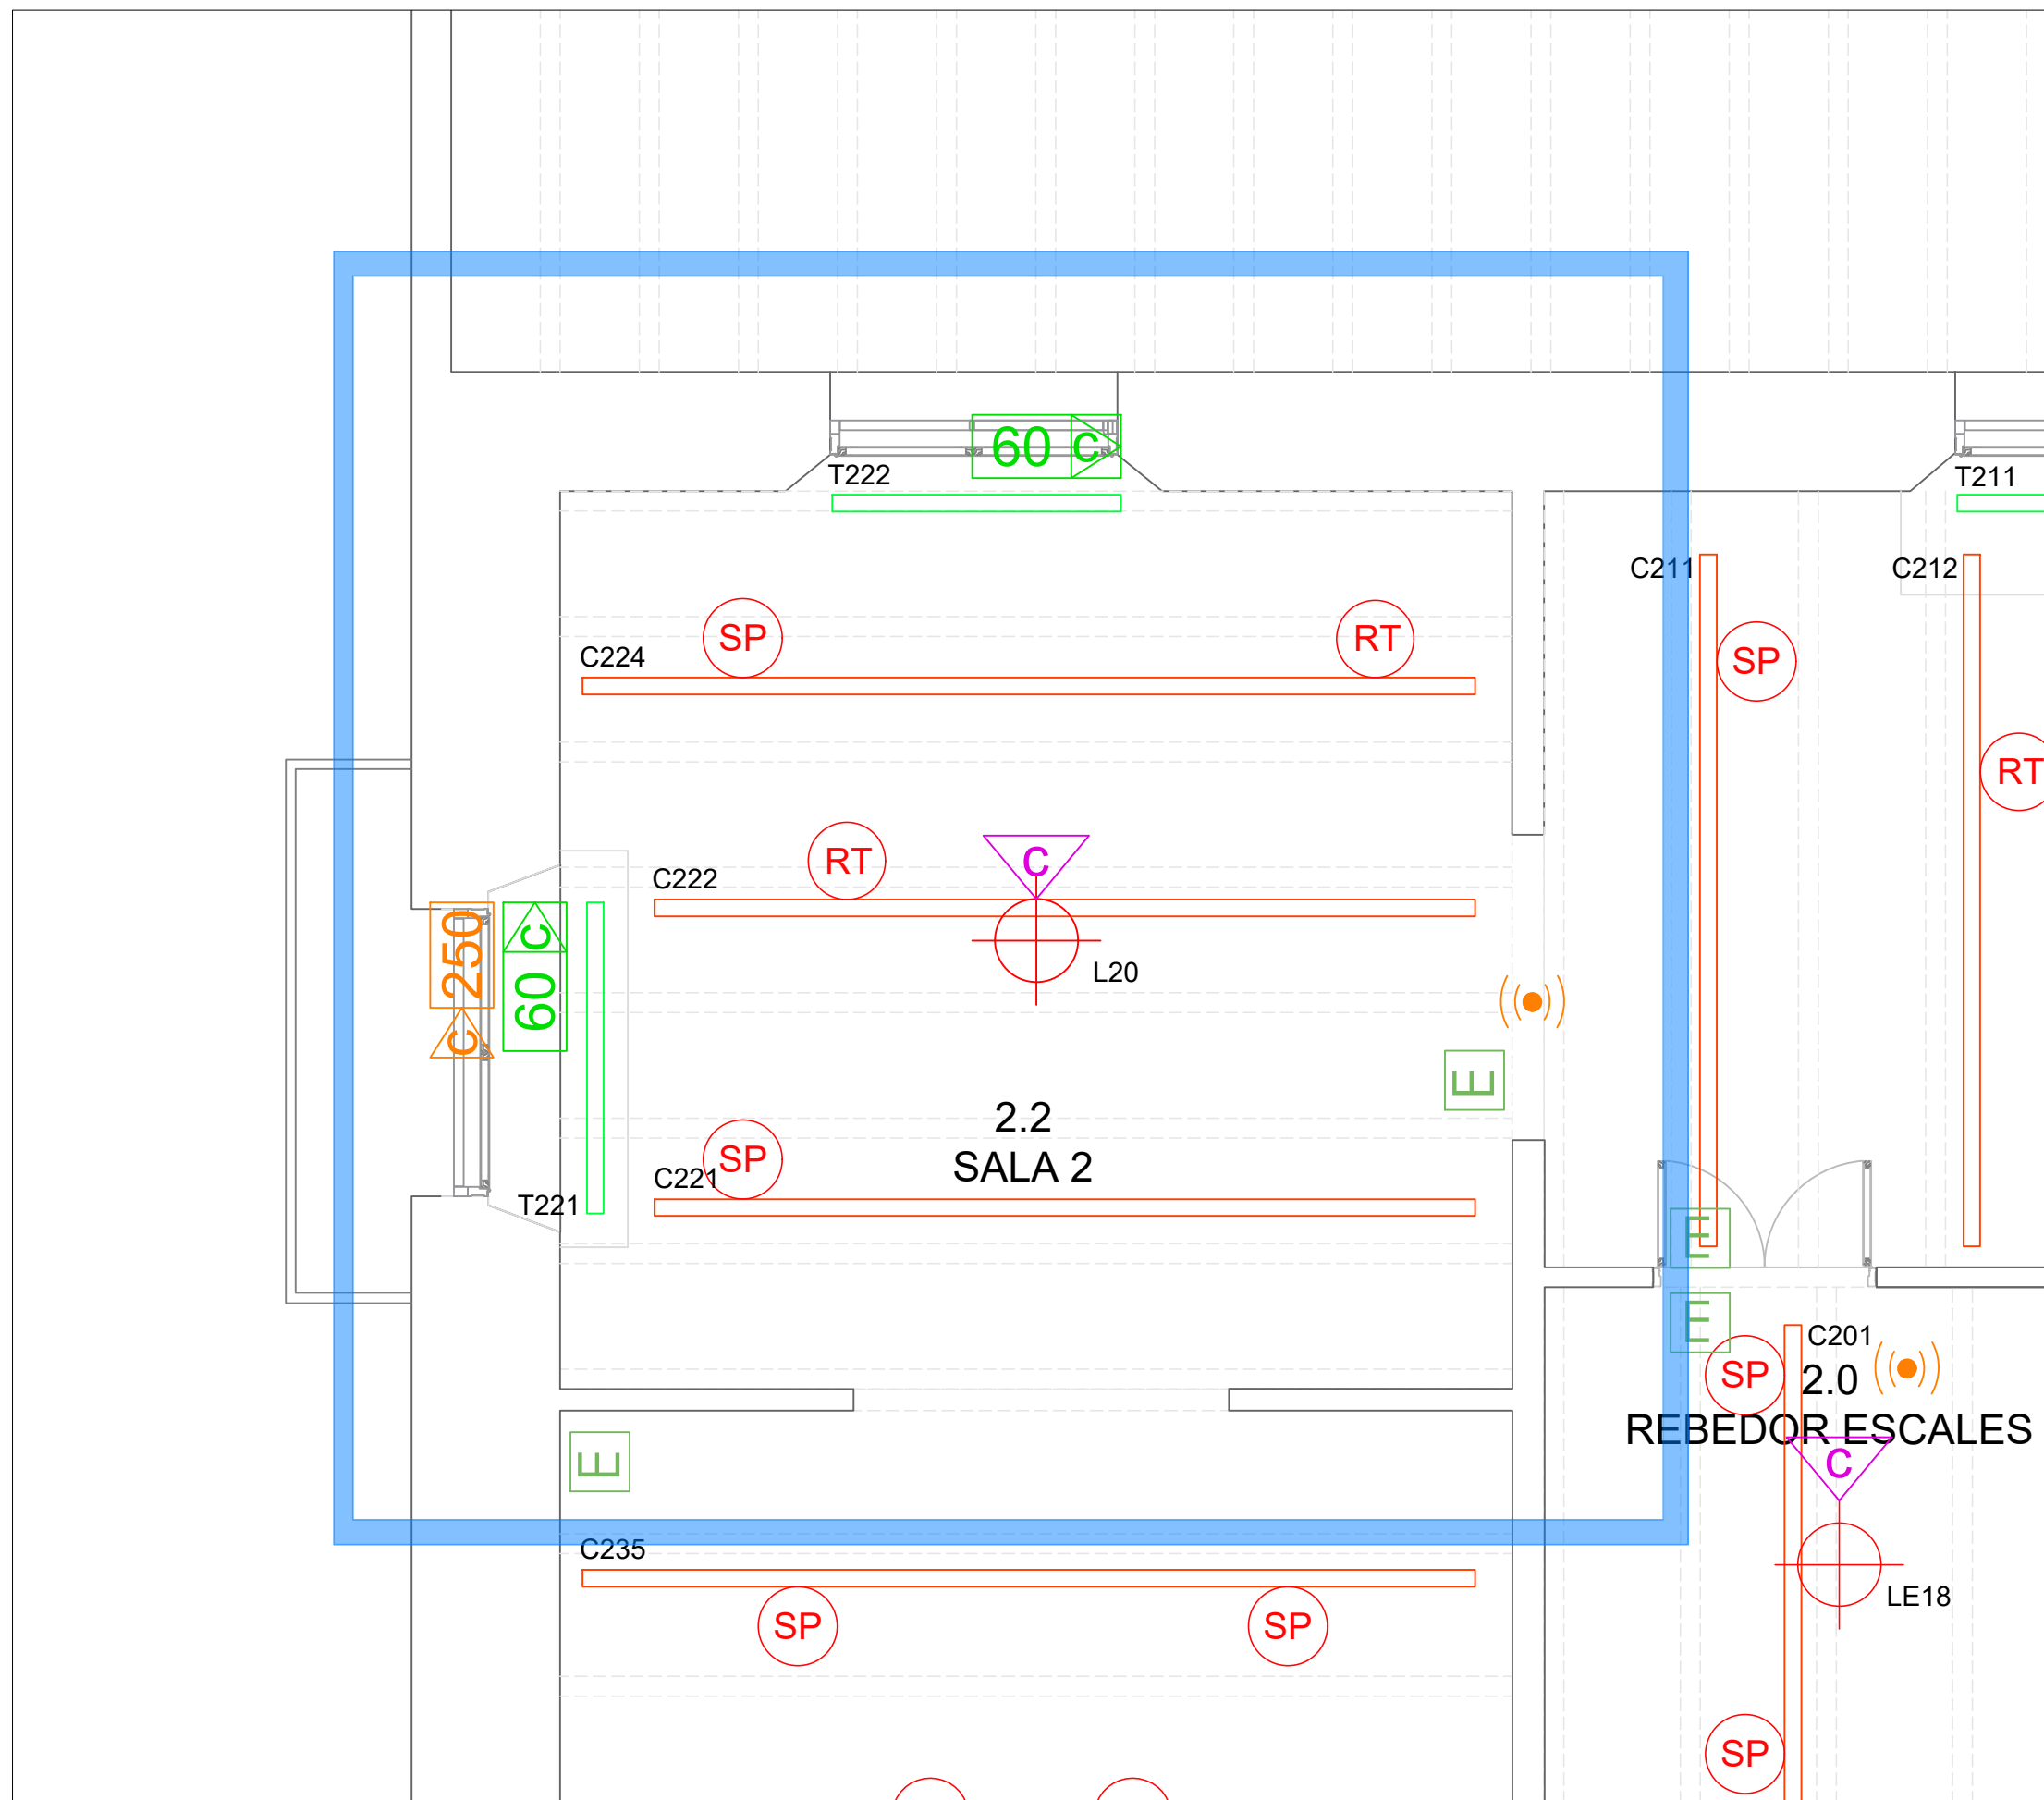 60 C
T222
T211
C211
C212
SP
RT
SP
C224
RT
RT
C
C222
250
C
C
60
L20
E
2.2
SALA 2
SP
C221
T221
E
E
C201
SP
2.0
REBEDOR ESCALES
C
E
C235
LE18
SP
SP
SP